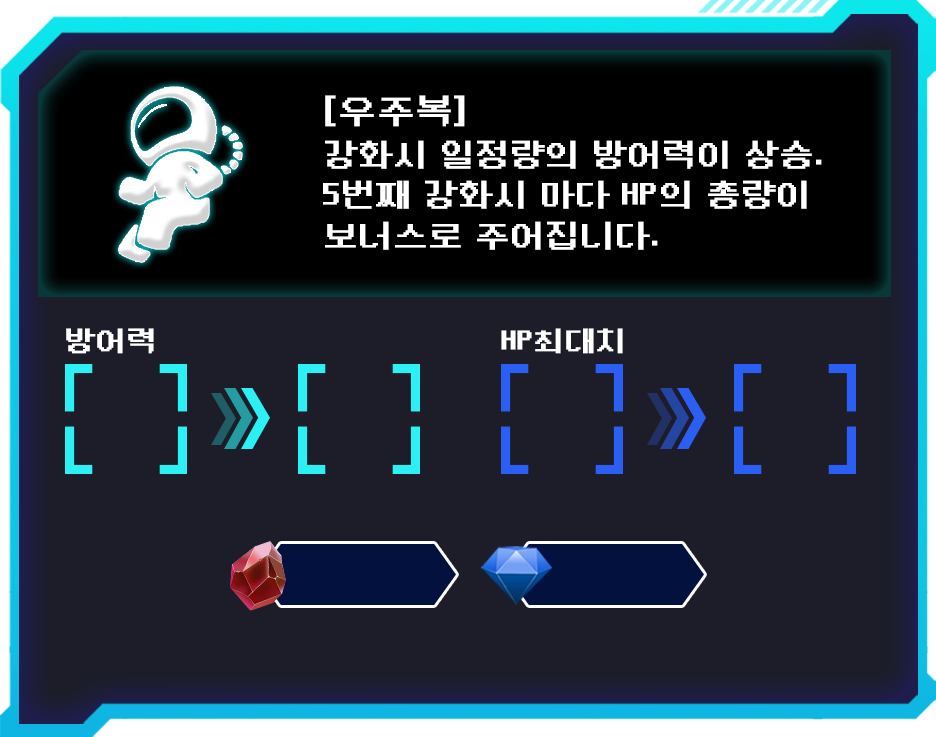 [우주복]
강화시 일정량의 방어력이 상승.
5번째 강화시 마다 HP의 총량이
보너스로 주어집니다.
방어력
HP최대치